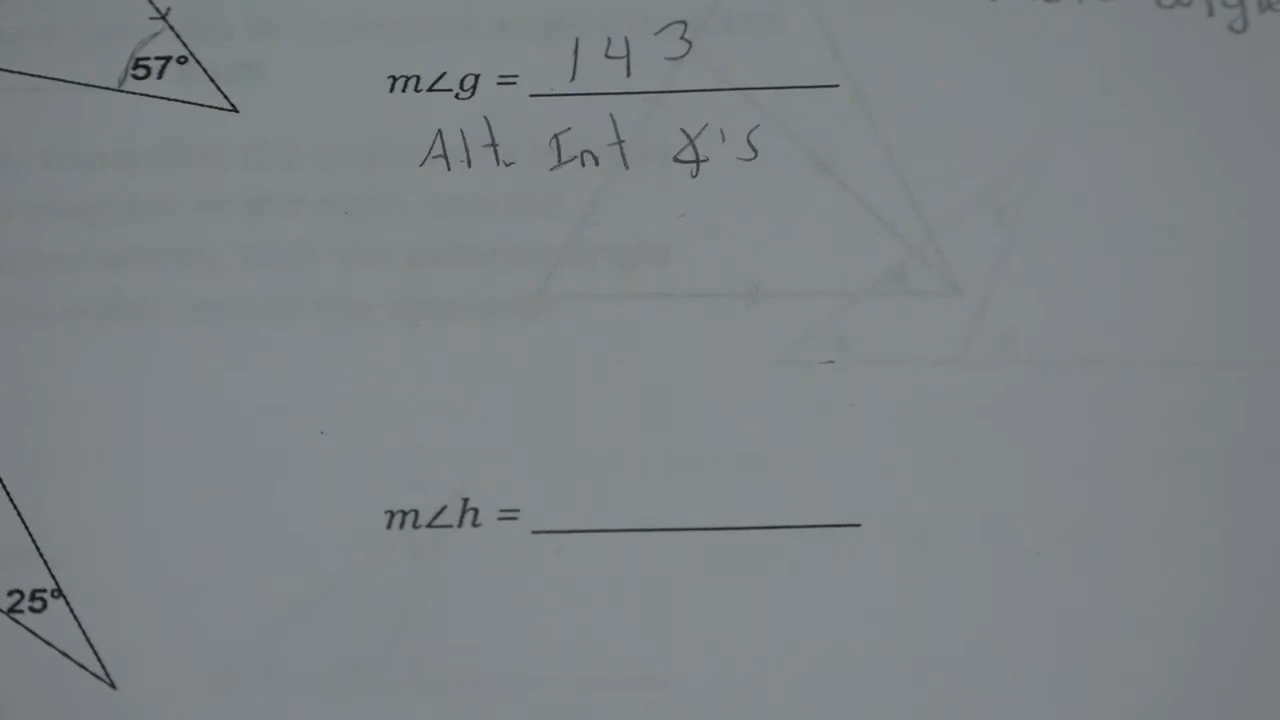 57°
m∠g = 143
Alt. Int ∡'s
m∠h =
25°